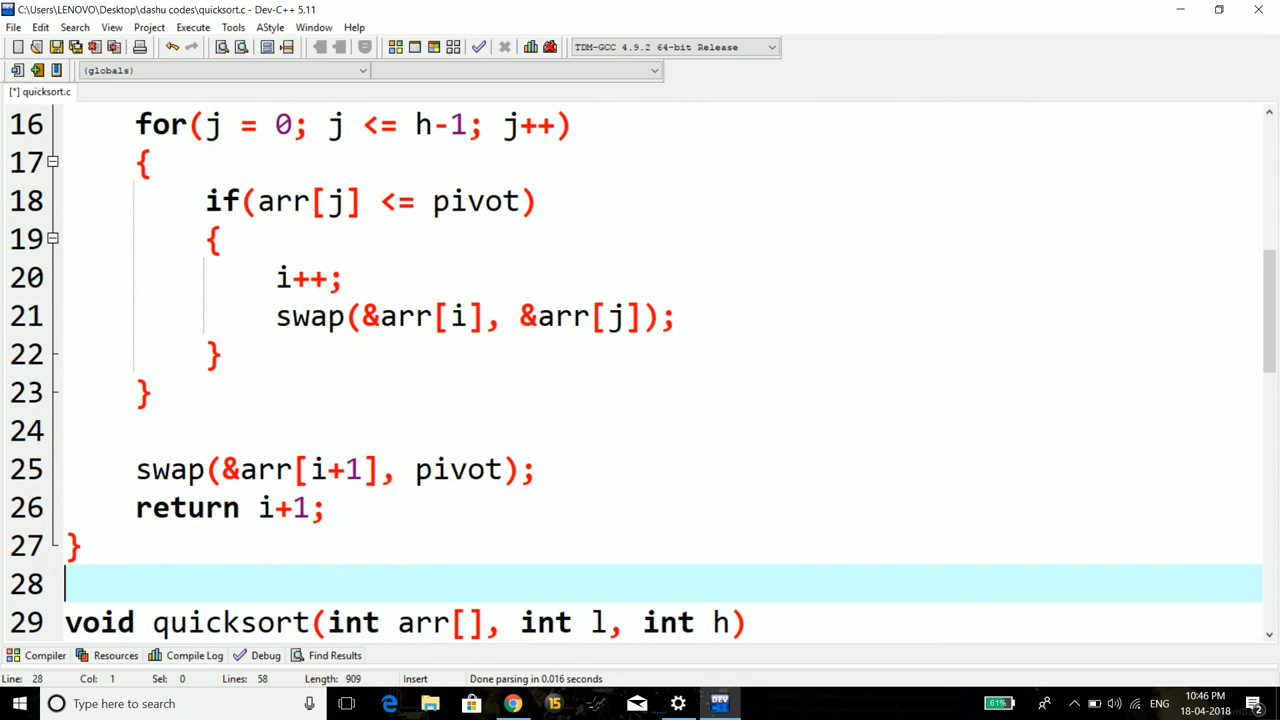 C:\Users\LENOVO\Desktop\dashu codes\quicksort.c - Dev-C++ 5.11
File Edit Search View Project Execute Tools AStyle Window Help
TDM-GCC 4.9.2 64-bit Release
(globals)
[*] quicksort.c
16 for(j = 0; j <= h-1; j++)
17 {
18 if(arr[j] <= pivot)
19 {
20 i++;
21 swap(&arr[i], &arr[j]);
22 }
23 }
24
25 swap(&arr[i+1], pivot);
26 return i+1;
27 }
28
29 void quicksort(int arr[], int l, int h)
Compiler Resources Compile Log Debug Find Results
Line: 28 Col: 1 Sel: 0 Lines: 58 Length: 909 Insert Done parsing in 0.016 seconds
Type here to search 61% ENG 10:46 PM
18-04-2018